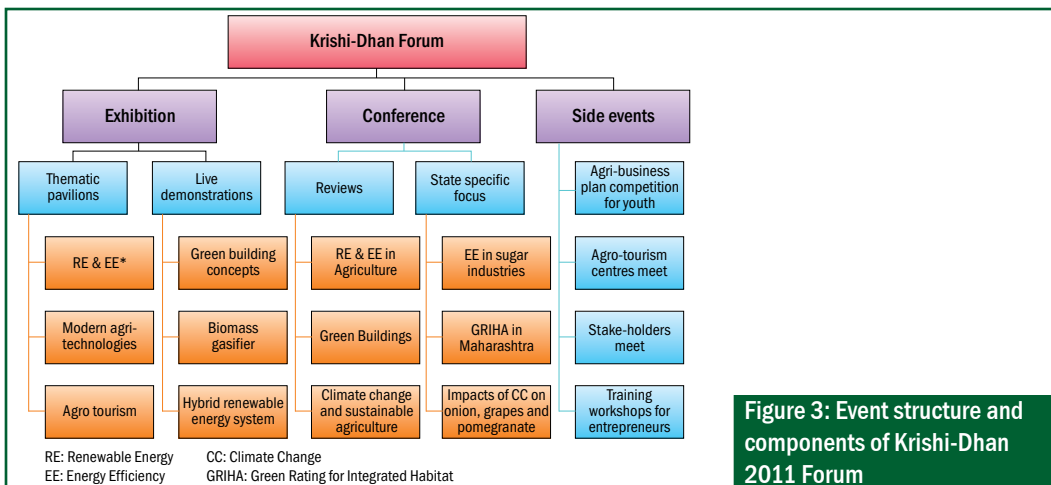 Krishi-Dhan Forum
Exhibition
Conference
Side events
Thematic
pavilions
Live
demonstrations
Reviews
State specific
focus
Agri-business
plan competition
for youth
RE & EE*
Green building
concepts
RE & EE in
Agriculture
EE in sugar
industries
Agro-tourism
centres meet
Modern agri-
technologies
Biomass
gasifier
Green Buildings
GRIHA in
Maharashtra
Stake-holders
meet
Agro tourism
Hybrid renewable
energy system
Climate change
and sustainable
agriculture
Impacts of CC on
onion, grapes and
pomegranate
Training
workshops for
entrepreneurs
RE: Renewable Energy CC: Climate Change
EE: Energy Efficiency GRIHA: Green Rating for Integrated Habitat
Figure 3: Event structure and
components of Krishi-Dhan
2011 Forum